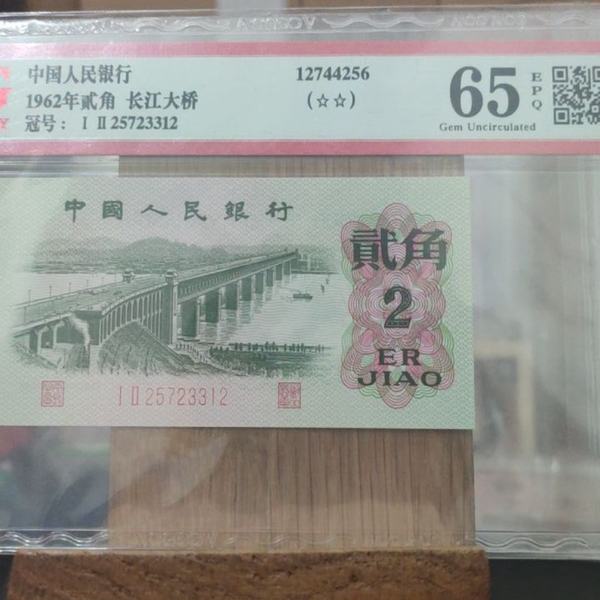 中国人民银行 12744256
1962年贰角 长江大桥 (☆☆)
冠号: I II 25723312
65
EPQ
Gem Uncirculated
中國人民銀行
貳角
2
ER
JIAO
I II 25723312